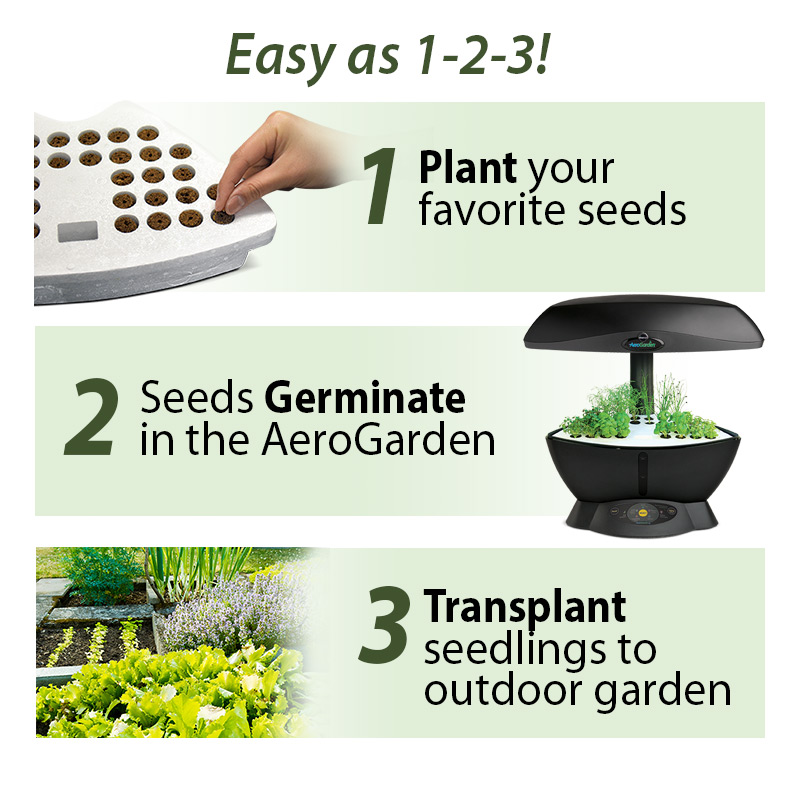 Easy as 1-2-3!
1
Plant your
favorite seeds
2
Seeds Germinate
in the AeroGarden
AeroGarden
3
Transplant
seedlings to
outdoor garden